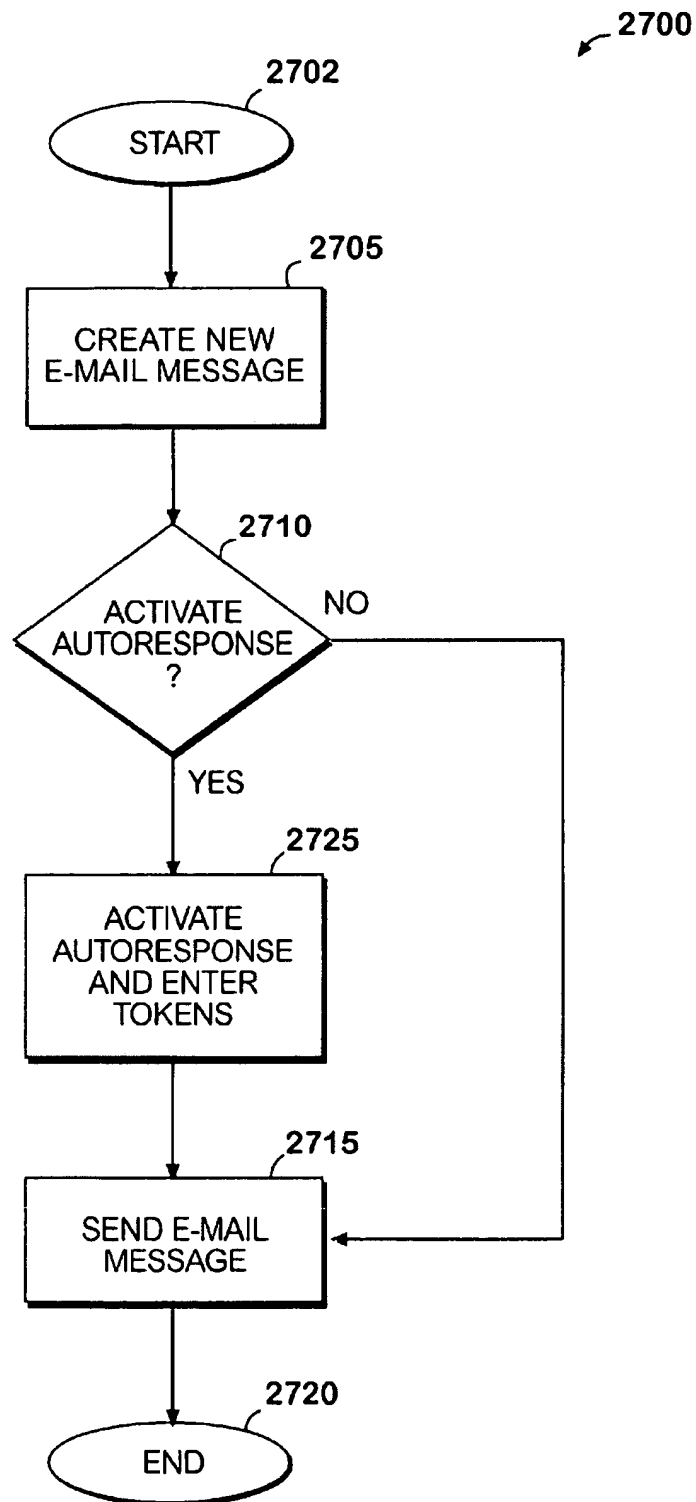 2700
2702
START
2705
CREATE NEW
E-MAIL MESSAGE
2710
ACTIVATE
AUTORESPONSE
?
NO
YES
2725
ACTIVATE
AUTORESPONSE
AND ENTER
TOKENS
2715
SEND E-MAIL
MESSAGE
2720
END